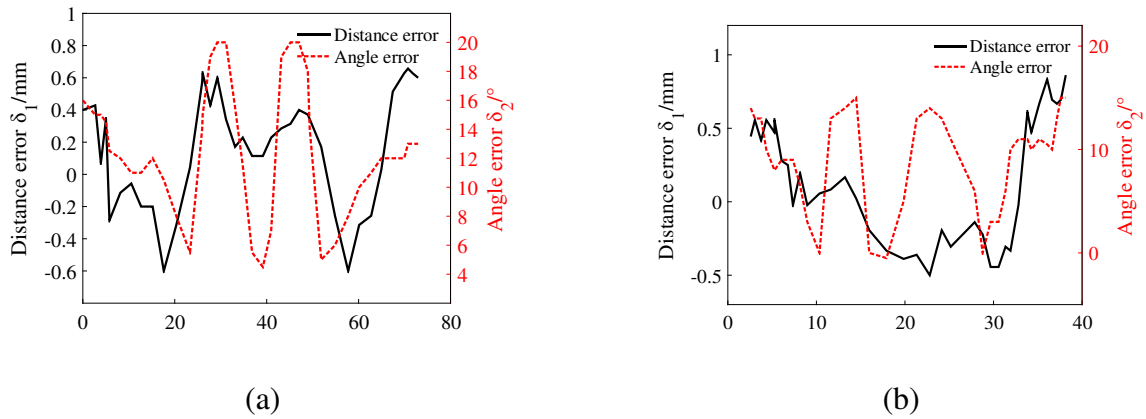 1
0.8
0.6
0.4
0.2
0
-0.2
-0.4
-0.6
Distance error δ1/mm
Distance error
Angle error
20
18
16
14
12
10
8
6
4
Angle error δ2/°
0 20 40 60 80
(a)
1
0.5
0
-0.5
Distance error δ1/mm
Distance error
Angle error
20
10
0
Angle error δ2/°
10 20 30 40
(b)